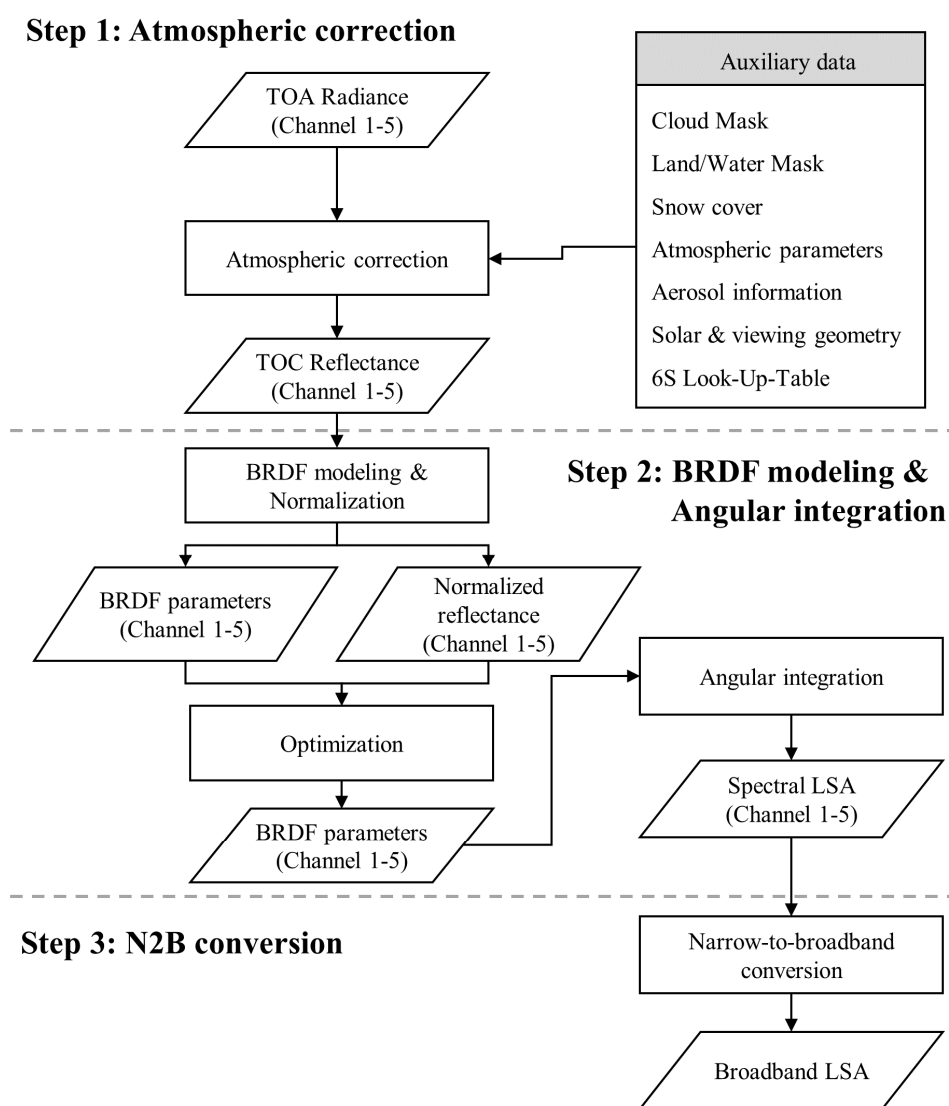 Step 1: Atmospheric correction
TOA Radiance
(Channel 1-5)
Atmospheric correction
TOC Reflectance
(Channel 1-5)
Auxiliary data
Cloud Mask
Land/Water Mask
Snow cover
Atmospheric parameters
Aerosol information
Solar & viewing geometry
6S Look-Up-Table
Step 2: BRDF modeling &
Angular integration
BRDF modeling &
Normalization
BRDF parameters
(Channel 1-5)
Normalized
reflectance
(Channel 1-5)
Optimization
BRDF parameters
(Channel 1-5)
Angular integration
Spectral LSA
(Channel 1-5)
Step 3: N2B conversion
Narrow-to-broadband
conversion
Broadband LSA